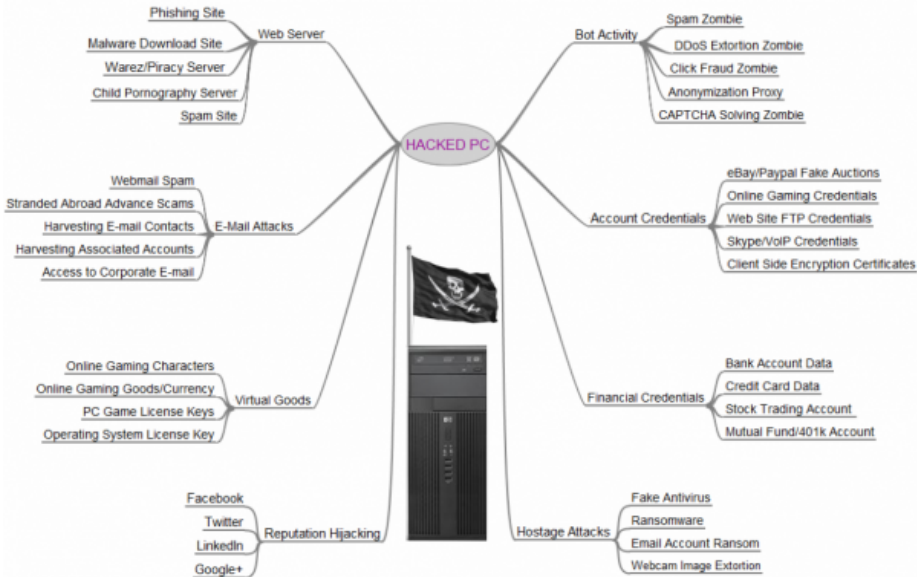 HACKED PC
Web Server
Phishing Site
Malware Download Site
Warez/Piracy Server
Child Pornography Server
Spam Site
E-Mail Attacks
Webmail Spam
Stranded Abroad Advance Scams
Harvesting E-mail Contacts
Harvesting Associated Accounts
Access to Corporate E-mail
Virtual Goods
Online Gaming Characters
Online Gaming Goods/Currency
PC Game License Keys
Operating System License Key
Reputation Hijacking
Facebook
Twitter
LinkedIn
Google+
Bot Activity
Spam Zombie
DDoS Extortion Zombie
Click Fraud Zombie
Anonymization Proxy
CAPTCHA Solving Zombie
Account Credentials
eBay/Paypal Fake Auctions
Online Gaming Credentials
Web Site FTP Credentials
Skype/VoIP Credentials
Client Side Encryption Certificates
Financial Credentials
Bank Account Data
Credit Card Data
Stock Trading Account
Mutual Fund/401k Account
Hostage Attacks
Fake Antivirus
Ransomware
Email Account Ransom
Webcam Image Extortion